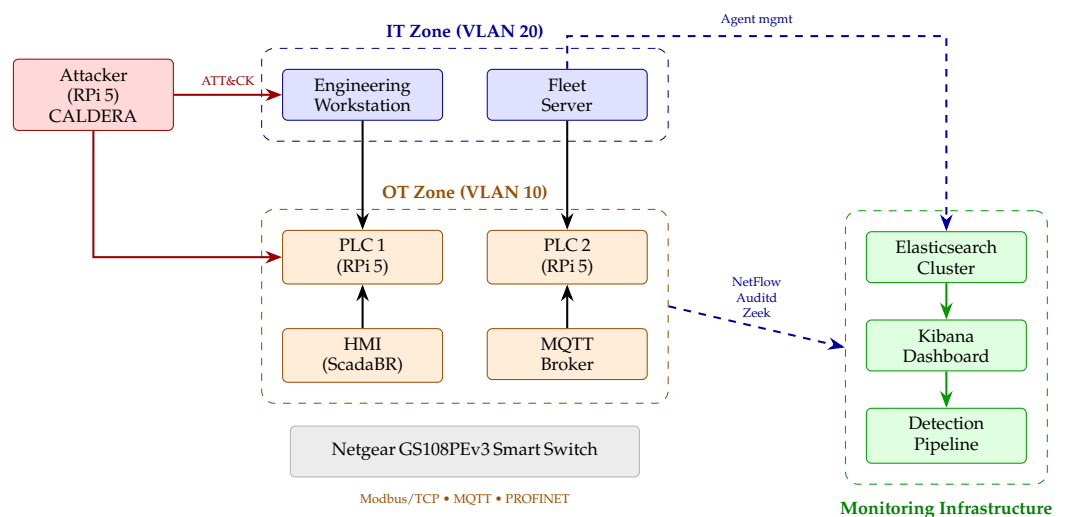 Agent mgmt
IT Zone (VLAN 20)
Attacker
(RPi 5)
CALDERA
ATT&CK
Engineering
Workstation
Fleet
Server
OT Zone (VLAN 10)
PLC 1
(RPi 5)
PLC 2
(RPi 5)
HMI
(ScadaBR)
MQTT
Broker
NetFlow
Auditd
Zeek
Elasticsearch
Cluster
Kibana
Dashboard
Detection
Pipeline
Monitoring Infrastructure
Netgear GS108PEv3 Smart Switch
Modbus/TCP • MQTT • PROFINET